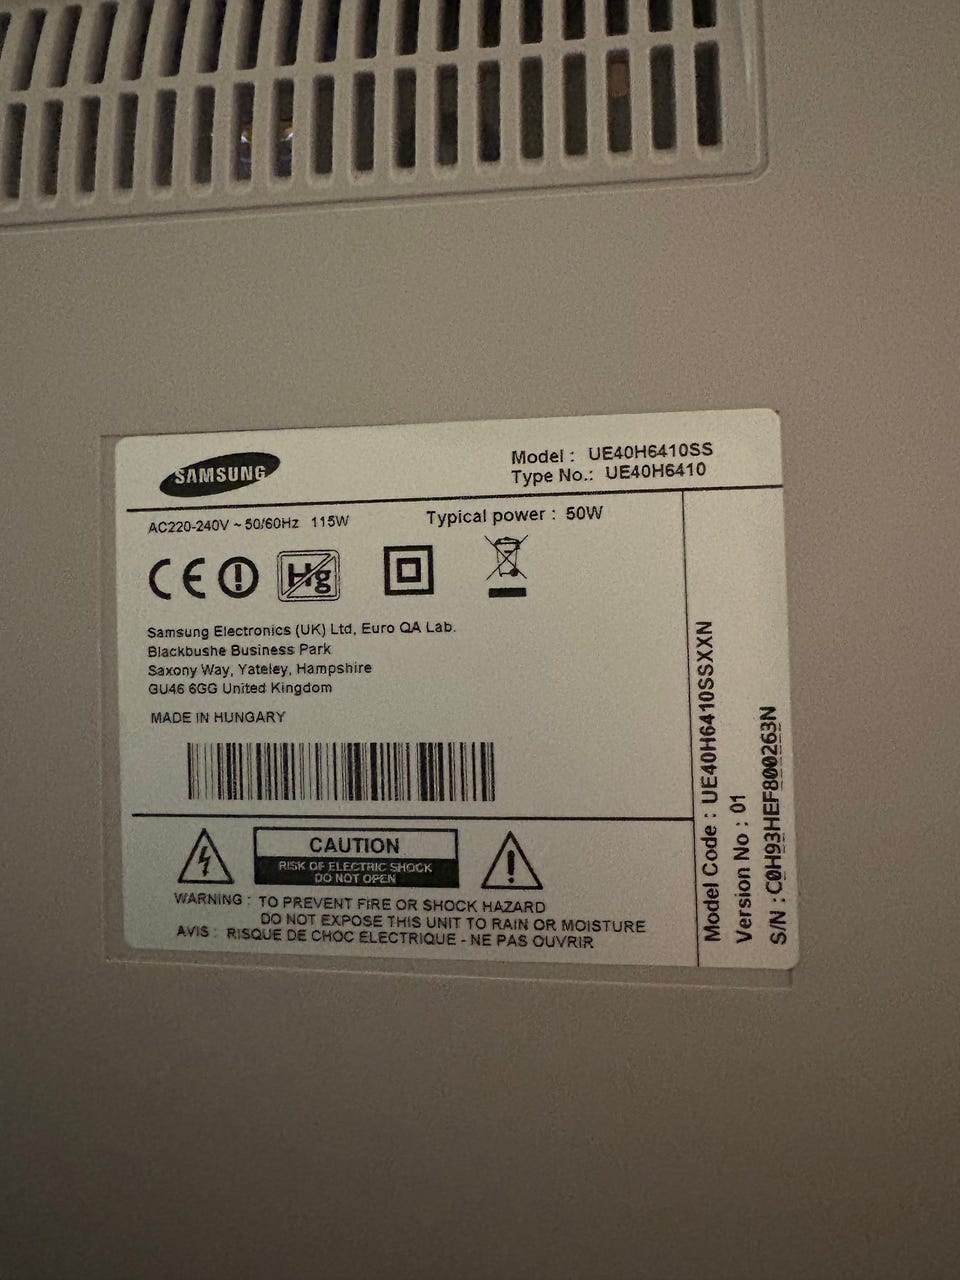 SAMSUNG
Model : UE40H6410SS
Type No.: UE40H6410
AC220-240V ~ 50/60Hz 115W
Typical power : 50W
CE
Hg
Samsung Electronics (UK) Ltd, Euro QA Lab.
Blackbushe Business Park
Saxony Way, Yateley, Hampshire
GU46 6GG United Kingdom
MADE IN HUNGARY
CAUTION
RISK OF ELECTRIC SHOCK
DO NOT OPEN
WARNING : TO PREVENT FIRE OR SHOCK HAZARD
DO NOT EXPOSE THIS UNIT TO RAIN OR MOISTURE
AVIS : RISQUE DE CHOC ELECTRIQUE - NE PAS OUVRIR
Model Code : UE40H6410SSXXN
Version No : 01
S/N : C0H93HEF800263N